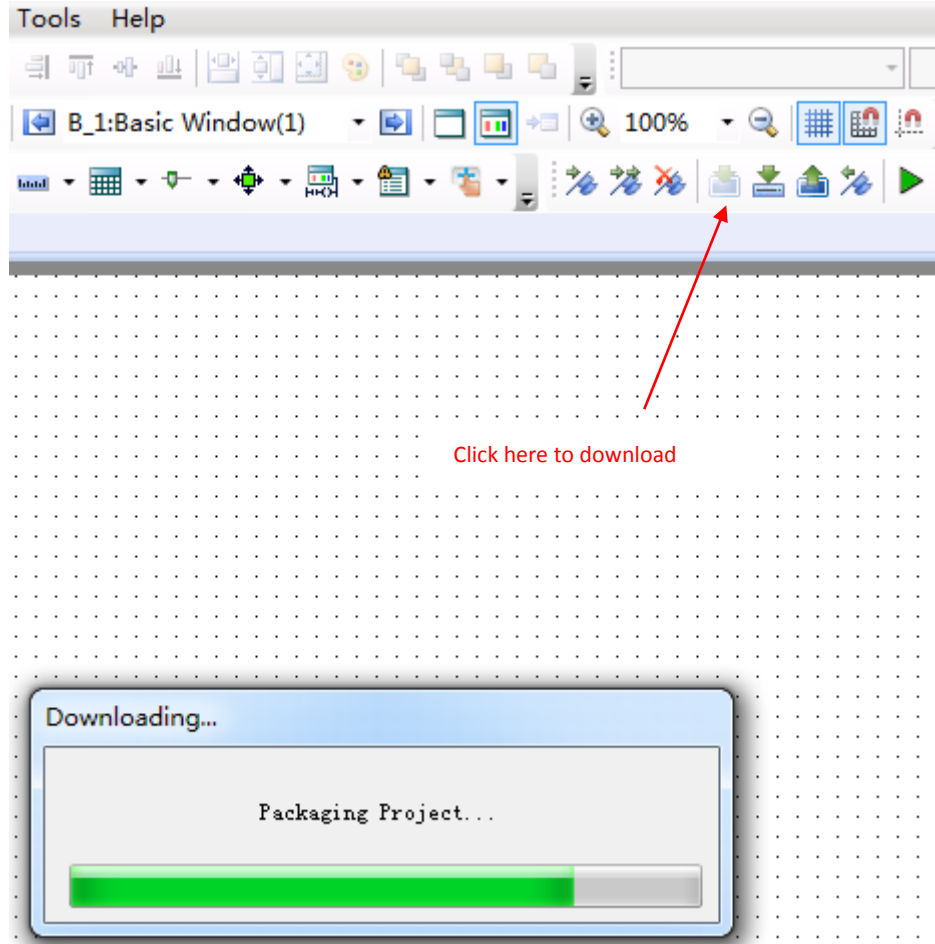 Tools Help
B_1:Basic Window(1) 100%
Click here to download
Downloading...
Packaging Project...